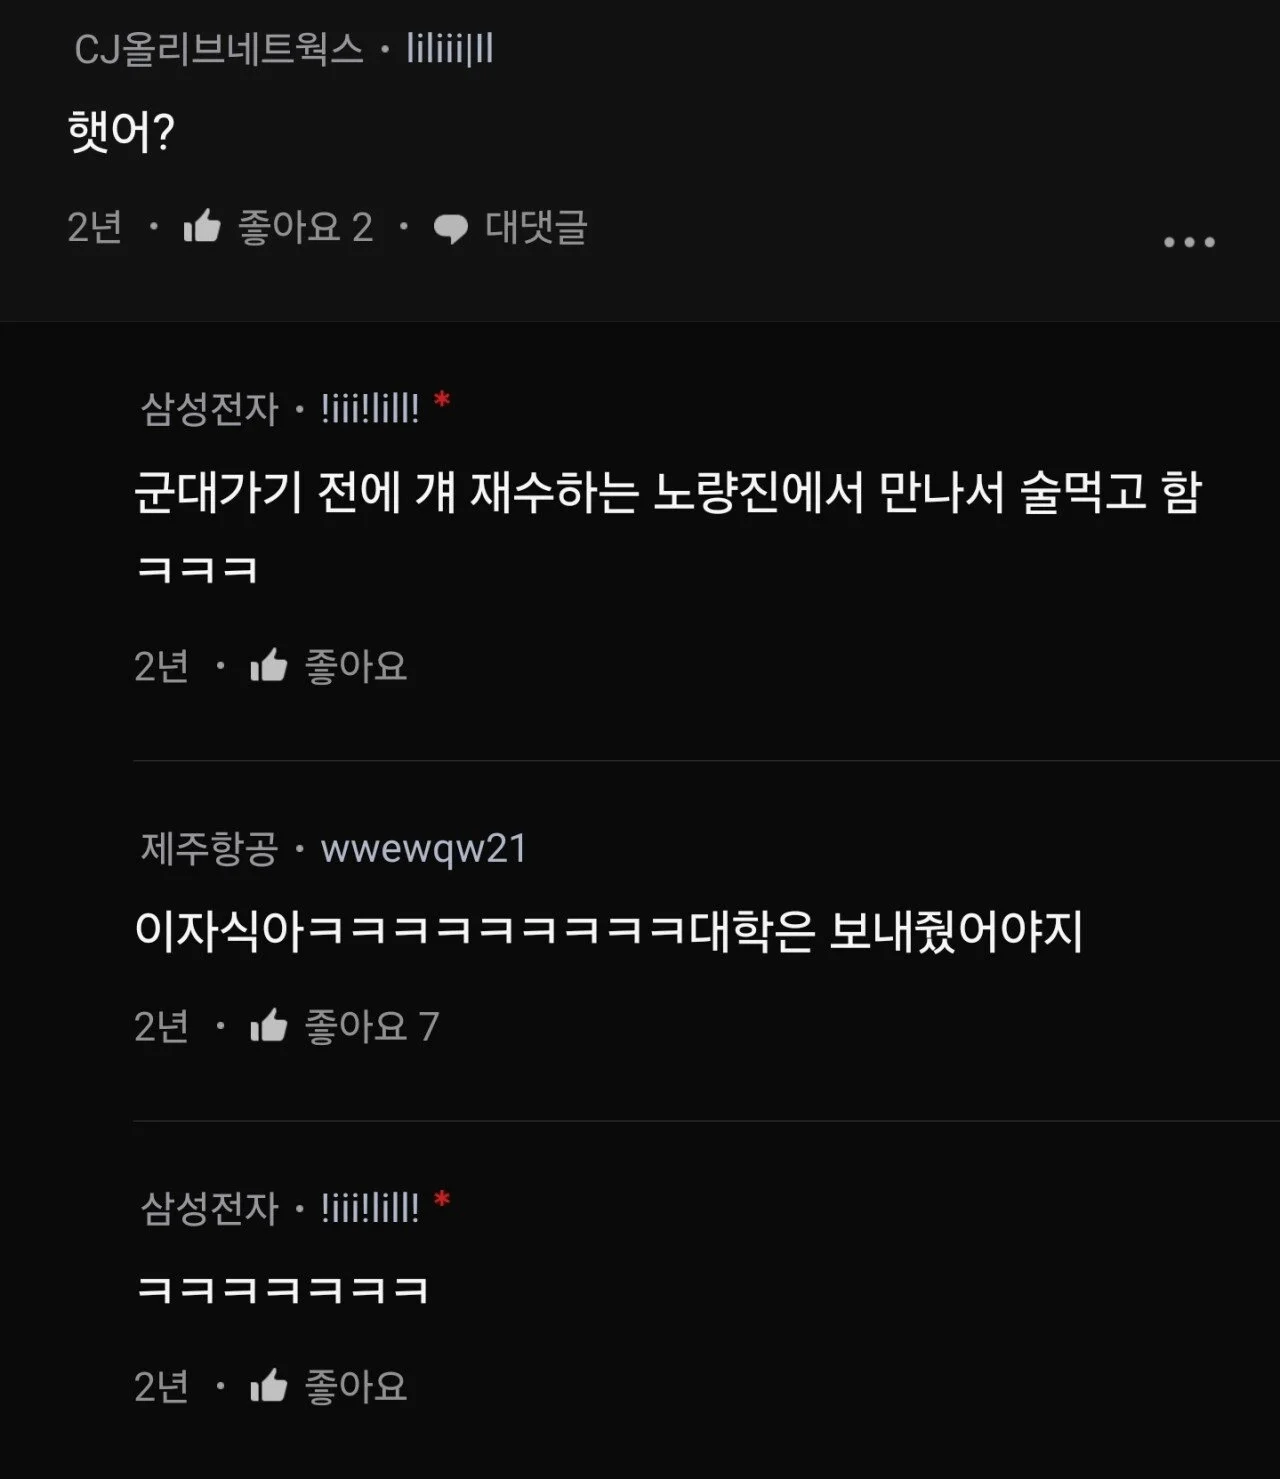 CJ올리브네트웍스 · liliii|ll
햇어?
2년 · 좋아요 2 · 대댓글
삼성전자 · !iii!lill! *
군대가기 전에 걔 재수하는 노량진에서 만나서 술먹고 함
ㅋㅋㅋ
2년 · 좋아요
제주항공 · wwewqw21
이자식아ㅋㅋㅋㅋㅋㅋㅋㅋㅋ대학은 보내줬어야지
2년 · 좋아요 7
삼성전자 · !iii!lill! *
ㅋㅋㅋㅋㅋㅋㅋ
2년 · 좋아요